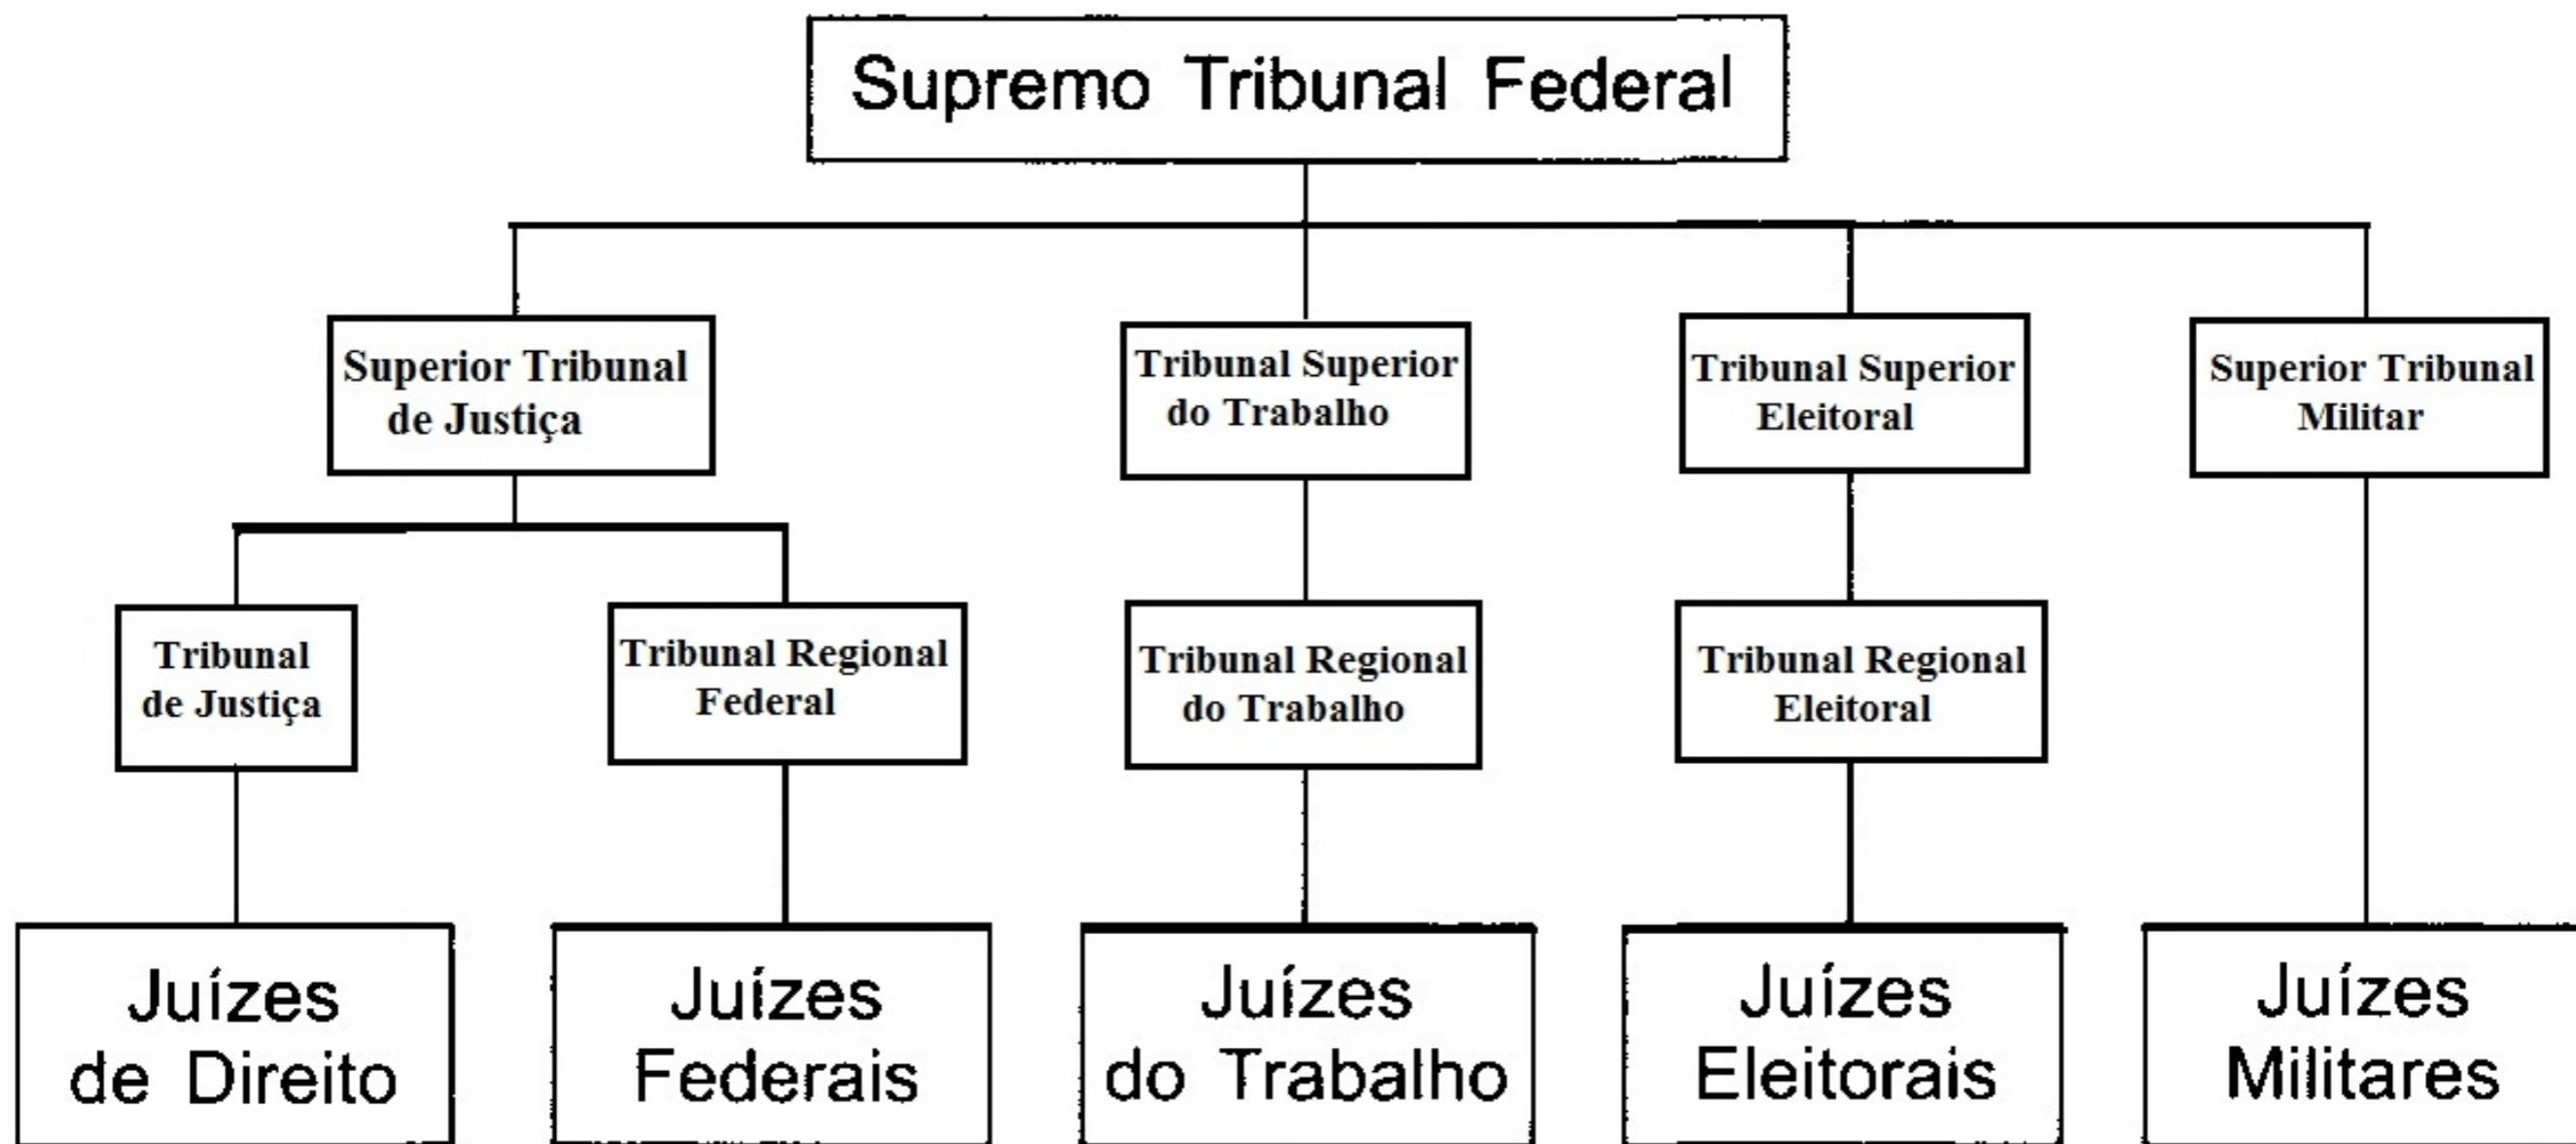 Supremo Tribunal Federal
Superior Tribunal
de Justiça
Tribunal Superior
do Trabalho
Tribunal Superior
Eleitoral
Superior Tribunal
Militar
Tribunal
de Justiça
Tribunal Regional
Federal
Tribunal Regional
do Trabalho
Tribunal Regional
Eleitoral
Juízes
de Direito
Juízes
Federais
Juízes
do Trabalho
Juízes
Eleitorais
Juízes
Militares